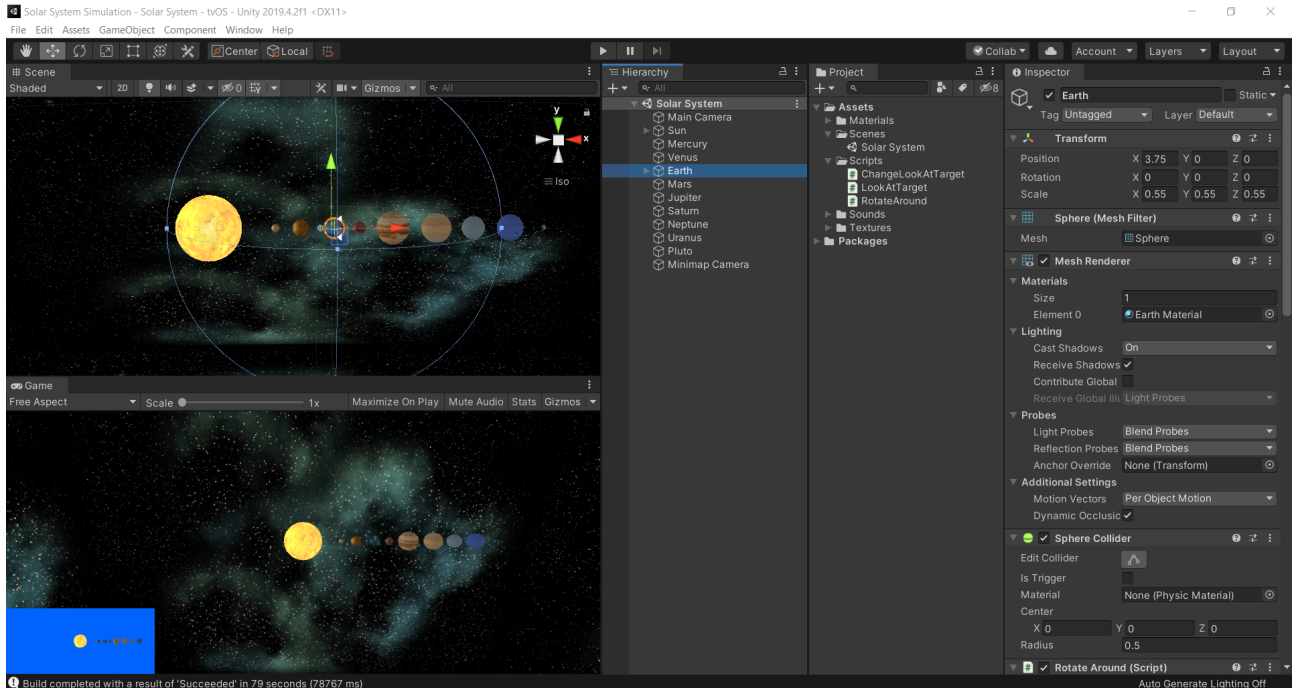 Solar System Simulation - Solar System - tvOS - Unity 2019.4.2f1 <DX11>
File Edit Assets GameObject Component Window Help
Center Local
Collab Account Layers Layout
Scene
Shaded 2D 0 Gizmos All
y
x
Iso
Game
Free Aspect Scale 1x Maximize On Play Mute Audio Stats Gizmos
Hierarchy
All
Solar System
Main Camera
Sun
Mercury
Venus
Earth
Mars
Jupiter
Saturn
Neptune
Uranus
Pluto
Minimap Camera
Project
8
Assets
Materials
Scenes
Solar System
Scripts
ChangeLookAtTarget
LookAtTarget
RotateAround
Sounds
Textures
Packages
Inspector
Earth Static
Tag Untagged Layer Default
Transform
Position X 3.75 Y 0 Z 0
Rotation X 0 Y 0 Z 0
Scale X 0.55 Y 0.55 Z 0.55
Sphere (Mesh Filter)
Mesh Sphere
Mesh Renderer
Materials
Size 1
Element 0 Earth Material
Lighting
Cast Shadows On
Receive Shadows
Contribute Global
Receive Global Illu Light Probes
Probes
Light Probes Blend Probes
Reflection Probes Blend Probes
Anchor Override None (Transform)
Additional Settings
Motion Vectors Per Object Motion
Dynamic Occlusic
Sphere Collider
Edit Collider
Is Trigger
Material None (Physic Material)
Center
X 0 Y 0 Z 0
Radius 0.5
Rotate Around (Script)
Build completed with a result of 'Succeeded' in 79 seconds (78767 ms)
Auto Generate Lighting Off